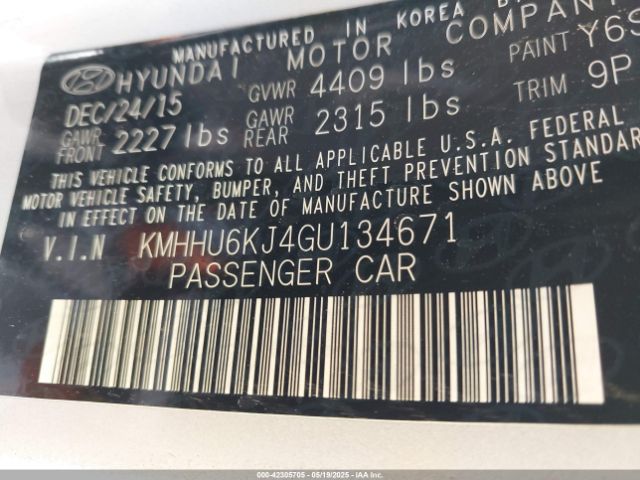 MANUFACTURED IN KOREA B
HYUNDAI MOTOR COMPANY
DEC/24/15 GVWR 4409 lbs PAINT Y6S
GAWR FRONT 2227 lbs GAWR REAR 2315 lbs TRIM 9P
THIS VEHICLE CONFORMS TO ALL APPLICABLE U.S.A. FEDERAL
MOTOR VEHICLE SAFETY, BUMPER, AND THEFT PREVENTION STANDAR
IN EFFECT ON THE DATE OF MANUFACTURE SHOWN ABOVE
V.I.N KMHHU6KJ4GU134671
PASSENGER CAR
000-42305705 - 05/19/2025 - IAAI.COM